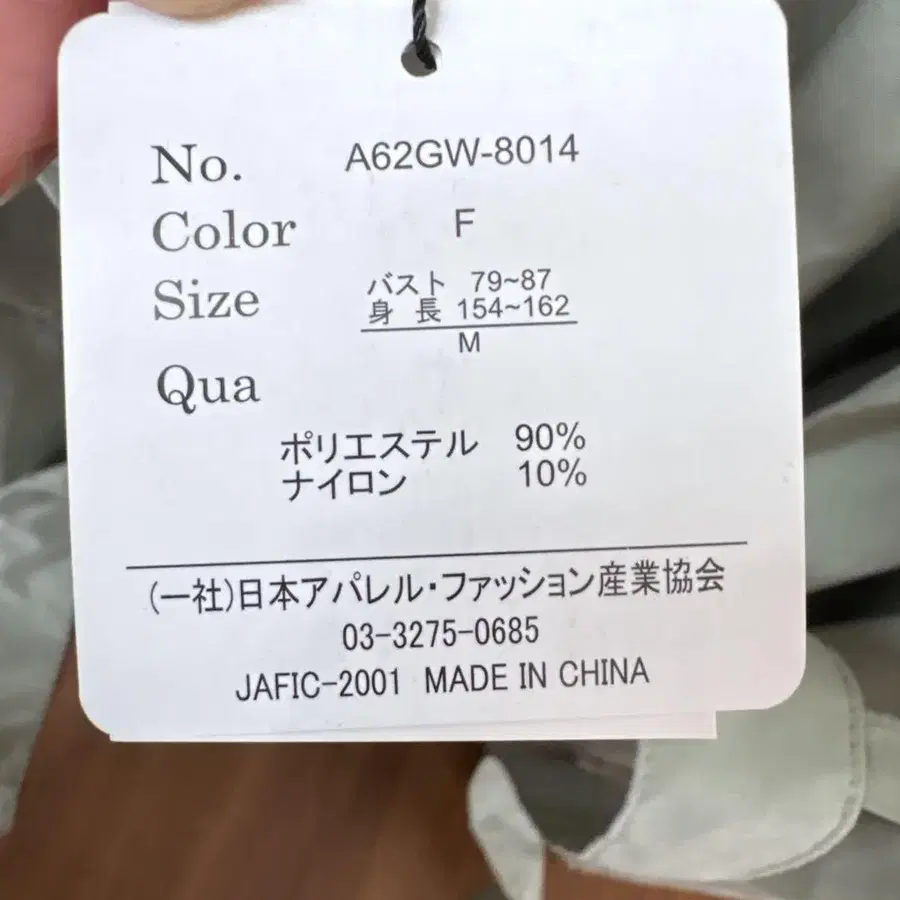 No. A62GW-8014
Color F
Size バスト 79~87
身 長 154~162
M
Qua
ポリエステル 90%
ナイロン 10%
(一社)日本アパレル・ファッション産業協会
03-3275-0685
JAFIC-2001 MADE IN CHINA